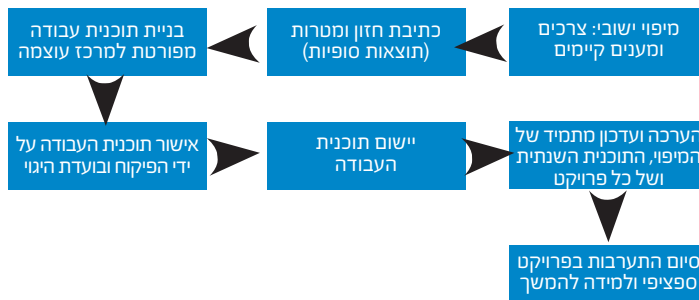 מיפוי ישובי: צרכים
ומענים קיימים
כתיבת חזון ומטרות
(תוצאות סופיות)
בניית תוכנית עבודה
מפורטת למרכז עוצמה
אישור תוכנית העבודה על
ידי הפיקוח ובועדת היגוי
יישום תוכנית
העבודה
הערכה ועדכון מתמיד של
המיפוי, התוכנית השנתית
ושל כל פרויקט
סיום התערבות בפרויקט
ספציפי ולמידה להמשך